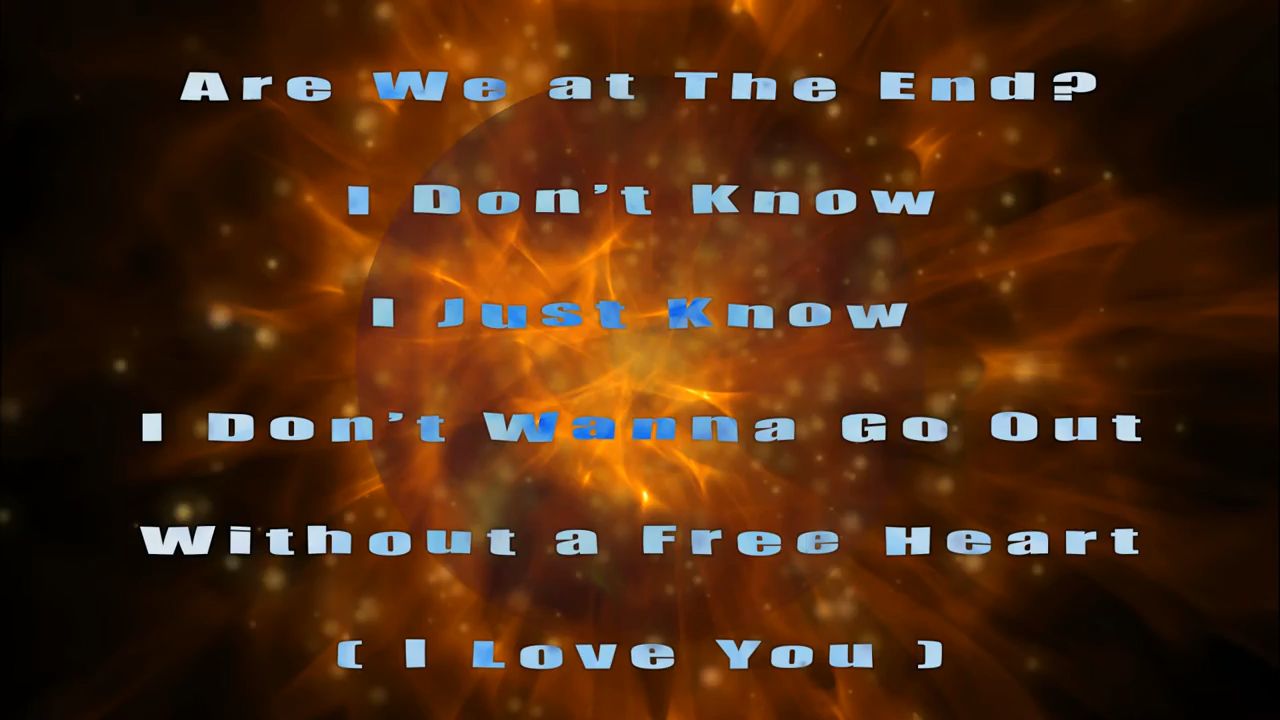 Are We at The End?
I Don't Know
I Just Know
I Don't Wanna Go Out
Without a Free Heart
( I Love You )